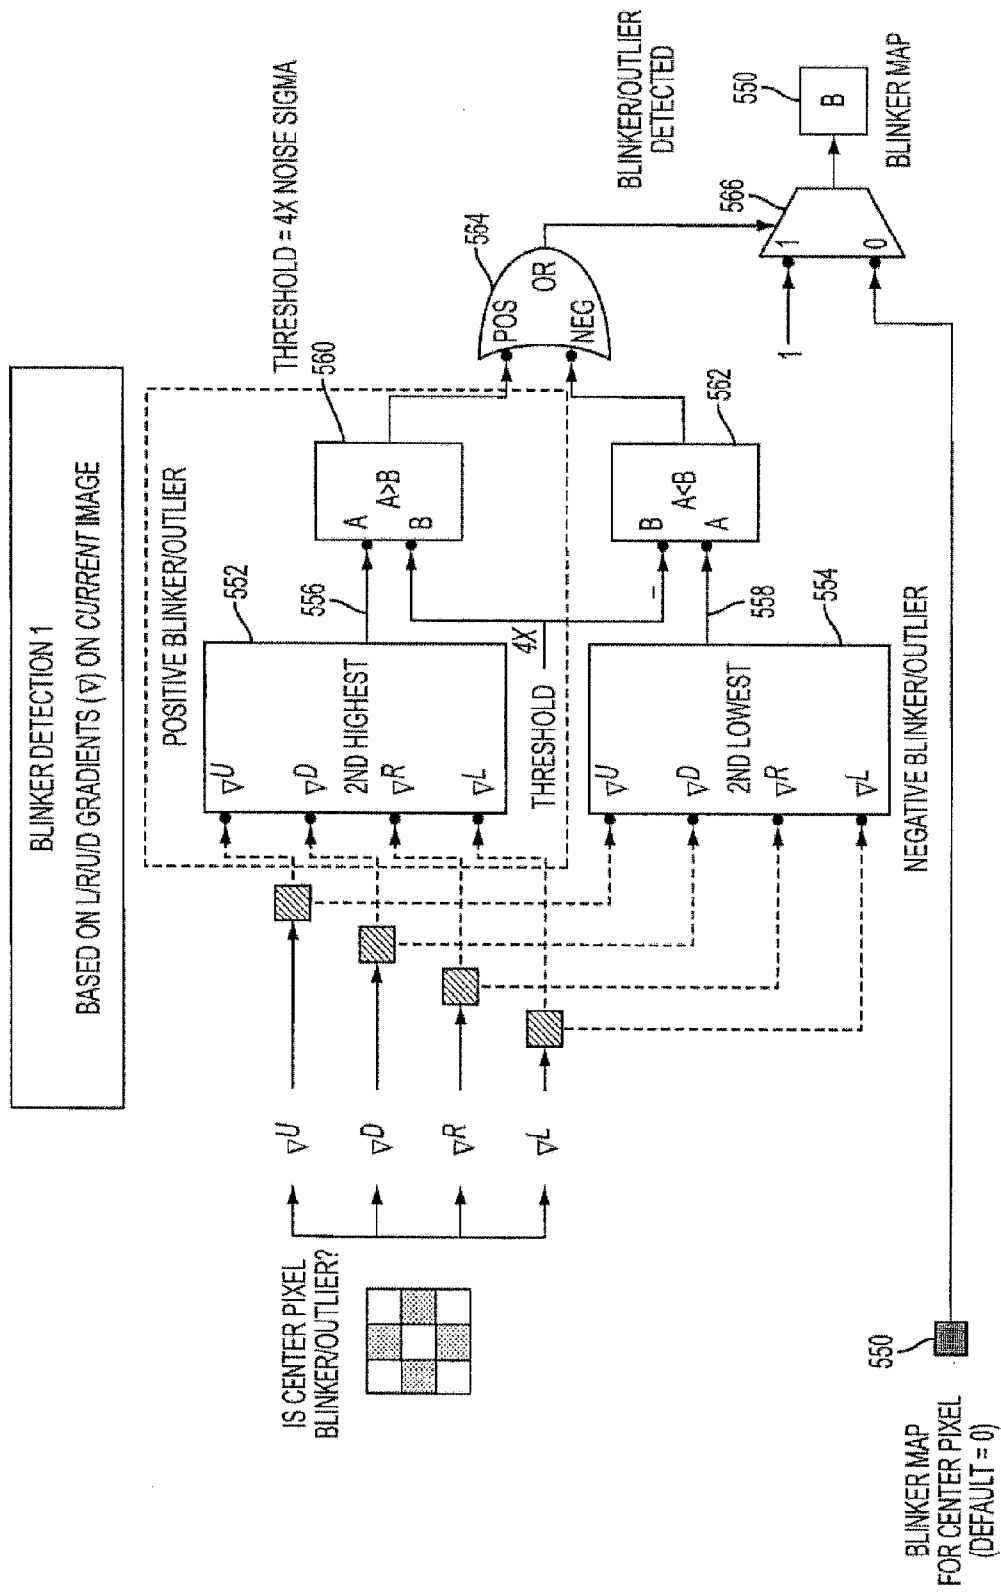 BLINKER DETECTION 1
BASED ON L/R/U/D GRADIENTS (∇) ON CURRENT IMAGE
IS CENTER PIXEL
BLINKER/OUTLIER?
∇U
∇D
∇R
∇L
POSITIVE BLINKER/OUTLIER
552
∇U
∇D
2ND HIGHEST
∇R
∇L
556
THRESHOLD = 4X NOISE SIGMA
560
A
A>B
B
THRESHOLD
4X
–
∇U
∇D
2ND LOWEST
∇R
∇L
554
558
NEGATIVE BLINKER/OUTLIER
B
A<B
A
562
POS
OR
NEG
564
BLINKER/OUTLIER
DETECTED
1
1
0
566
550
B
BLINKER MAP
550
BLINKER MAP
FOR CENTER PIXEL
(DEFAULT = 0)